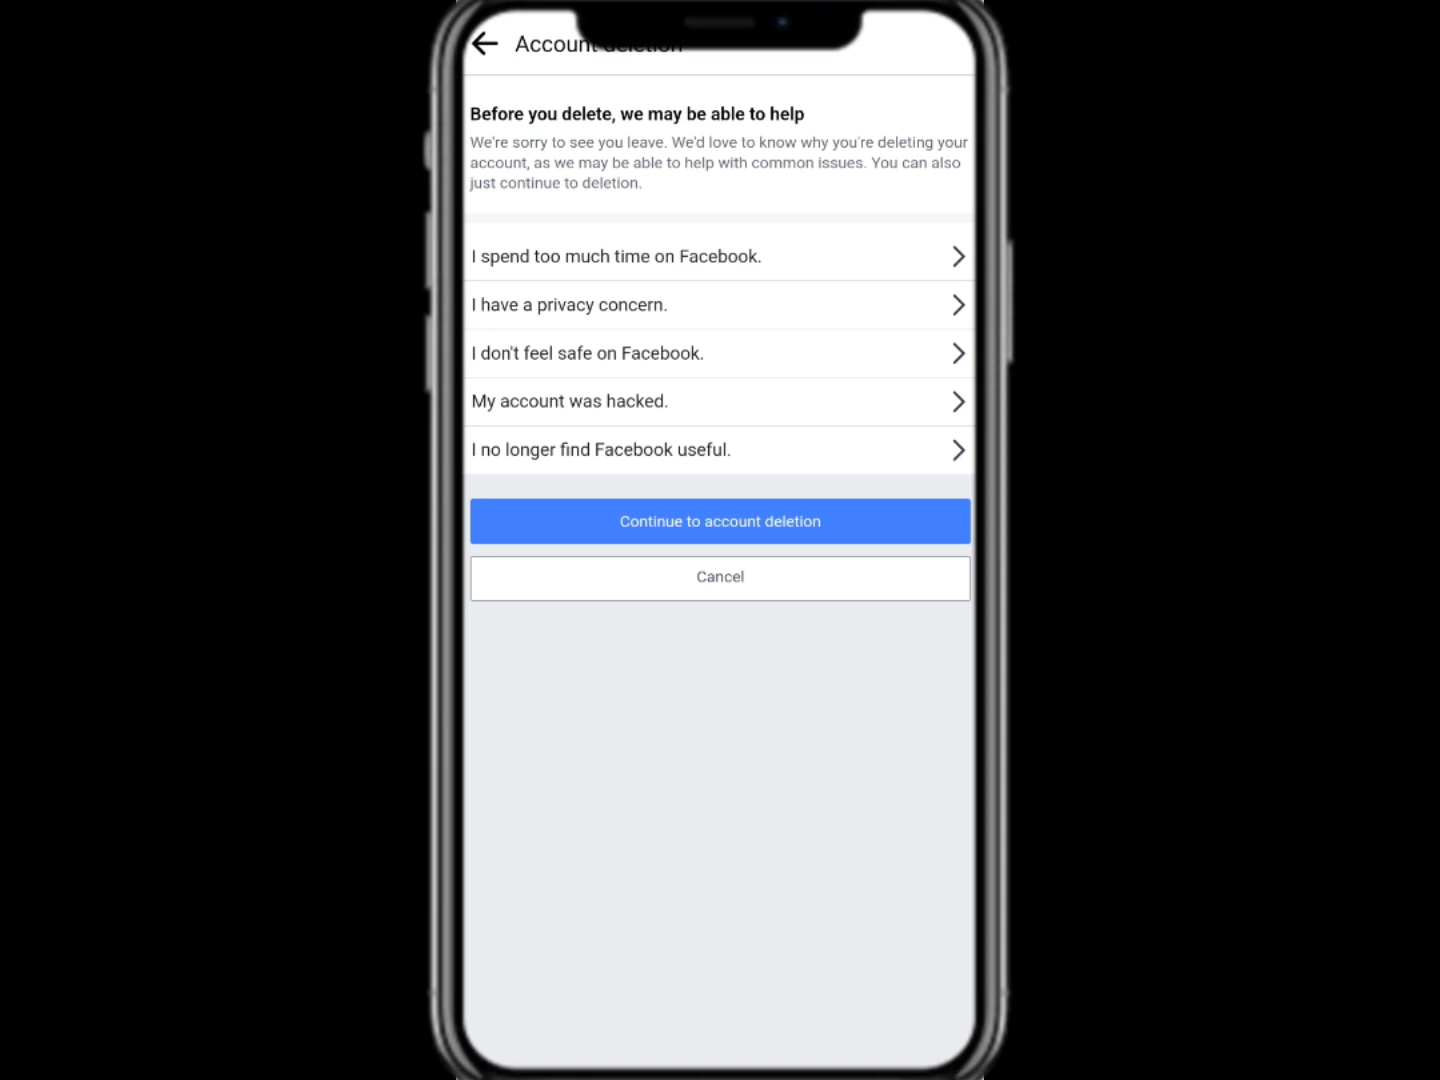 Account deletion
Before you delete, we may be able to help
We're sorry to see you leave. We'd love to know why you're deleting your
account, as we may be able to help with common issues. You can also
just continue to deletion.
I spend too much time on Facebook.
I have a privacy concern.
I don't feel safe on Facebook.
My account was hacked.
I no longer find Facebook useful.
Continue to account deletion
Cancel